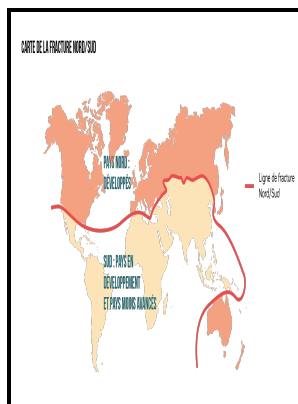 CARTE DE LA FRACTURE NORD/SUD
PAYS NORD :
DÉVELOPPÉS
Ligne de fracture
Nord/Sud
SUD : PAYS EN
DÉVELOPPEMENT
ET PAYS MOINS AVANCÉS